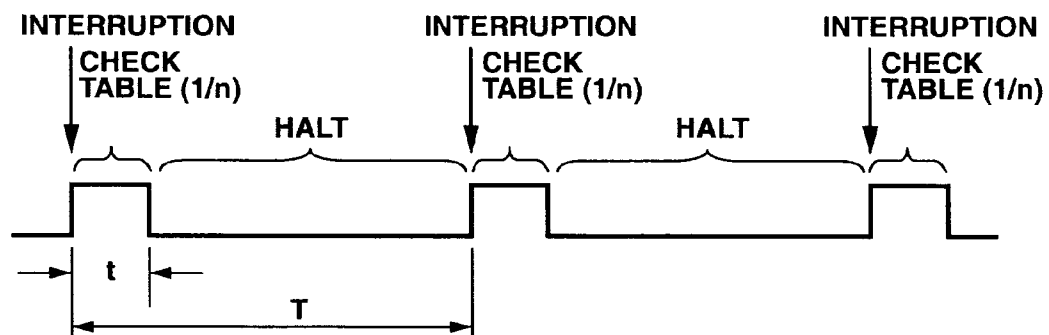 INTERRUPTION
INTERRUPTION
INTERRUPTION
CHECK
TABLE (1/n)
CHECK
TABLE (1/n)
CHECK
TABLE (1/n)
HALT
HALT
t
T